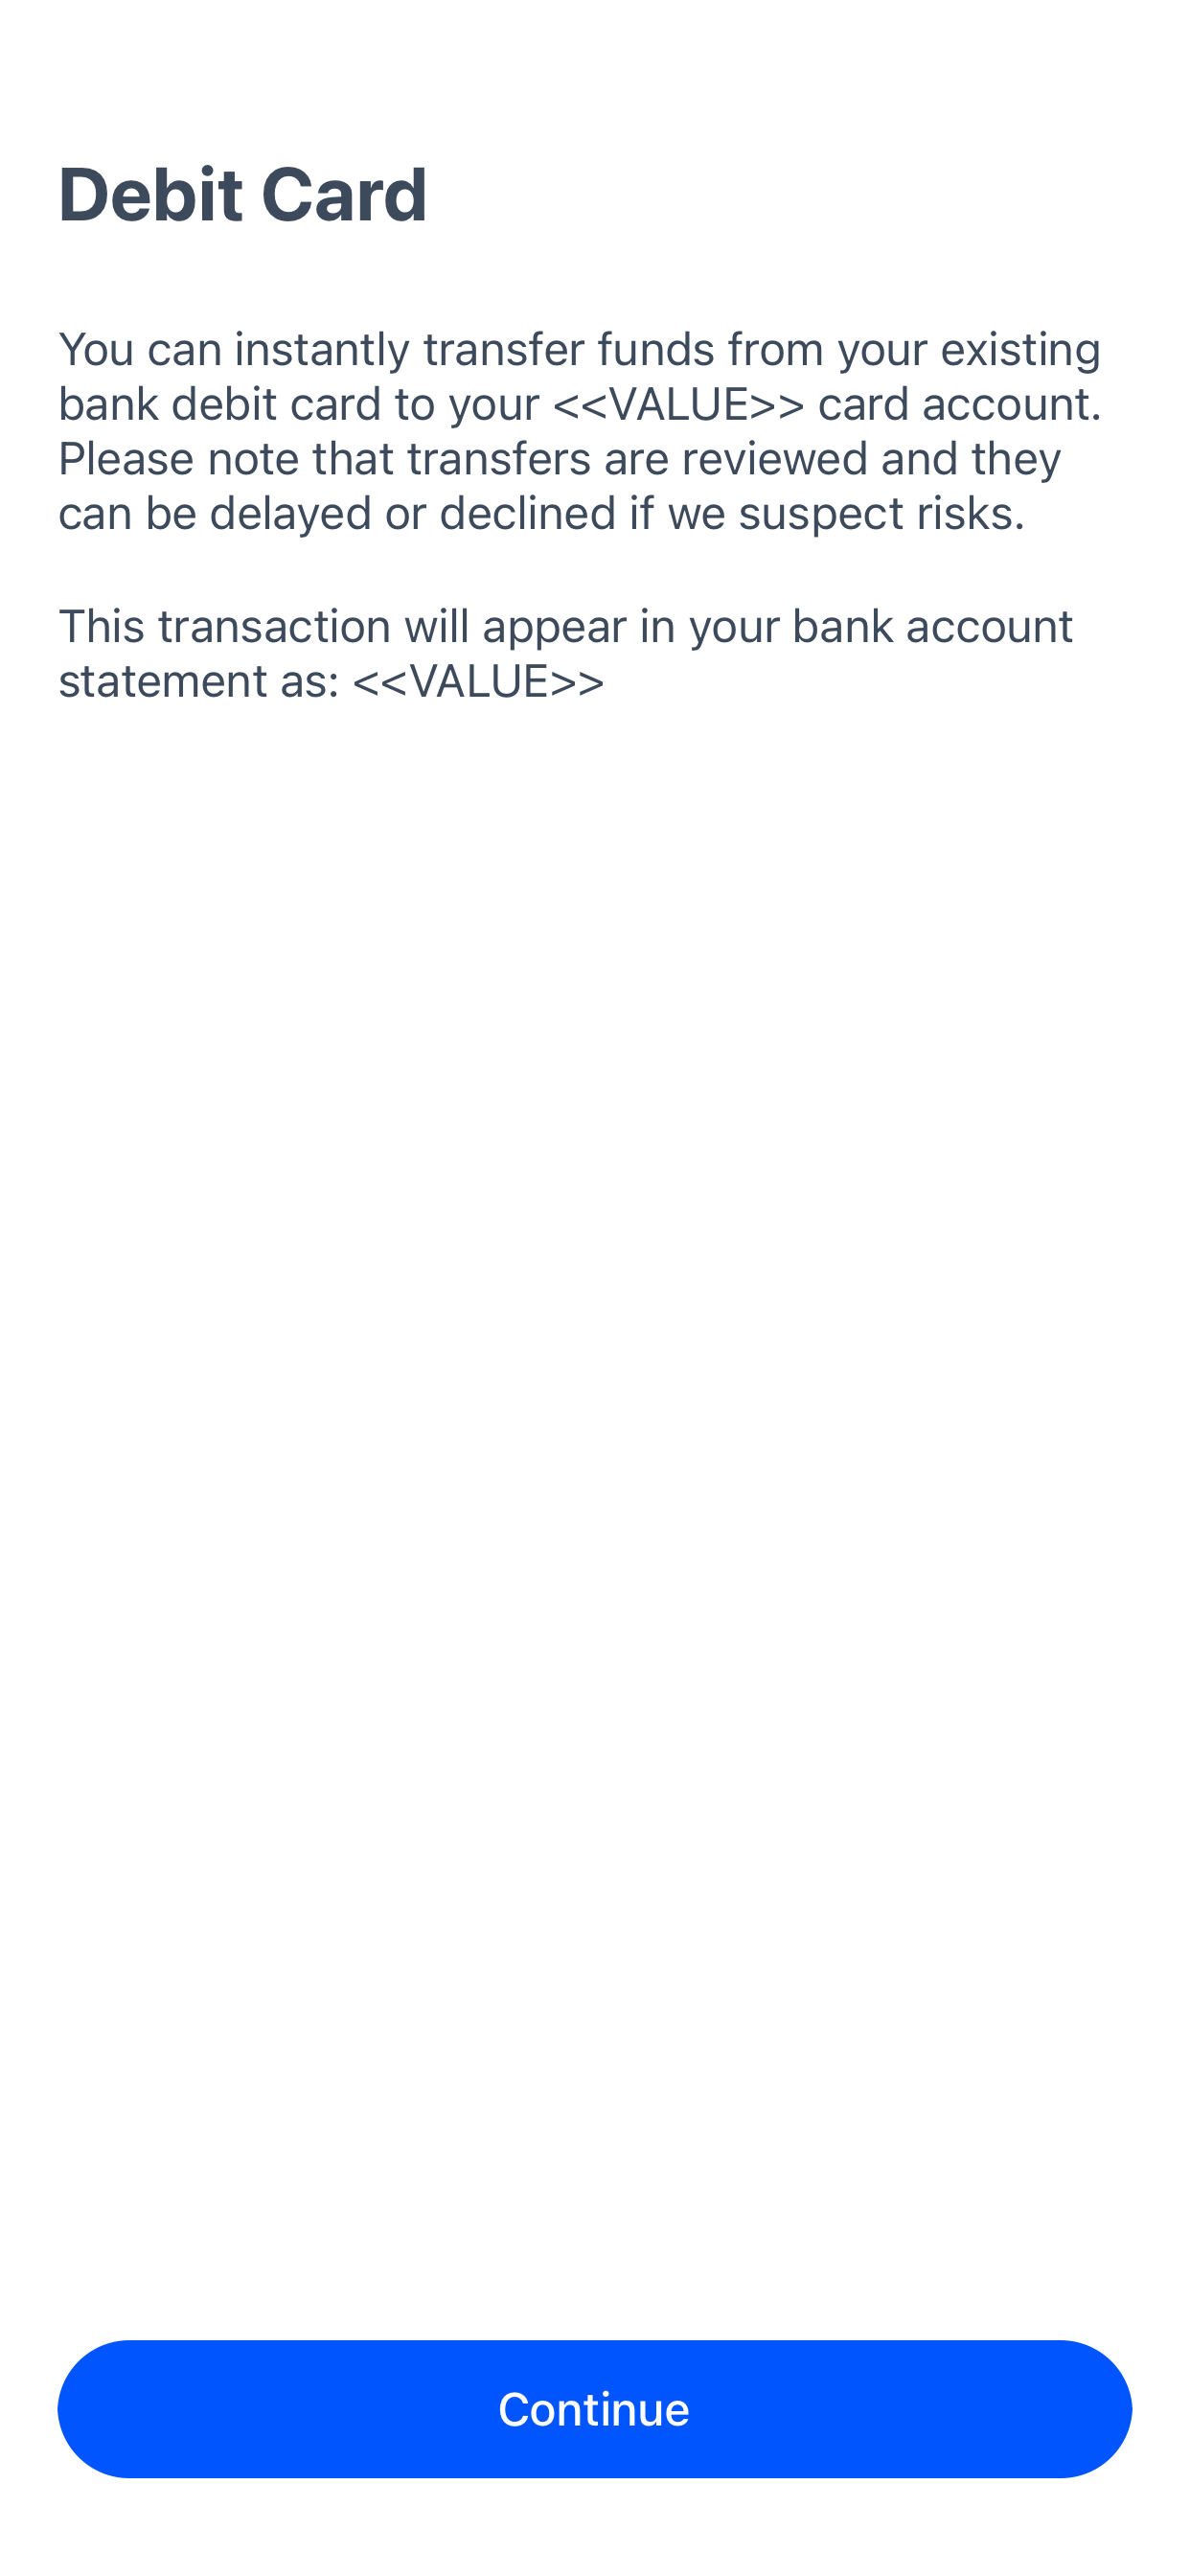 Debit Card
You can instantly transfer funds from your existing
bank debit card to your <<VALUE>> card account.
Please note that transfers are reviewed and they
can be delayed or declined if we suspect risks.
This transaction will appear in your bank account
statement as: <<VALUE>>
Continue